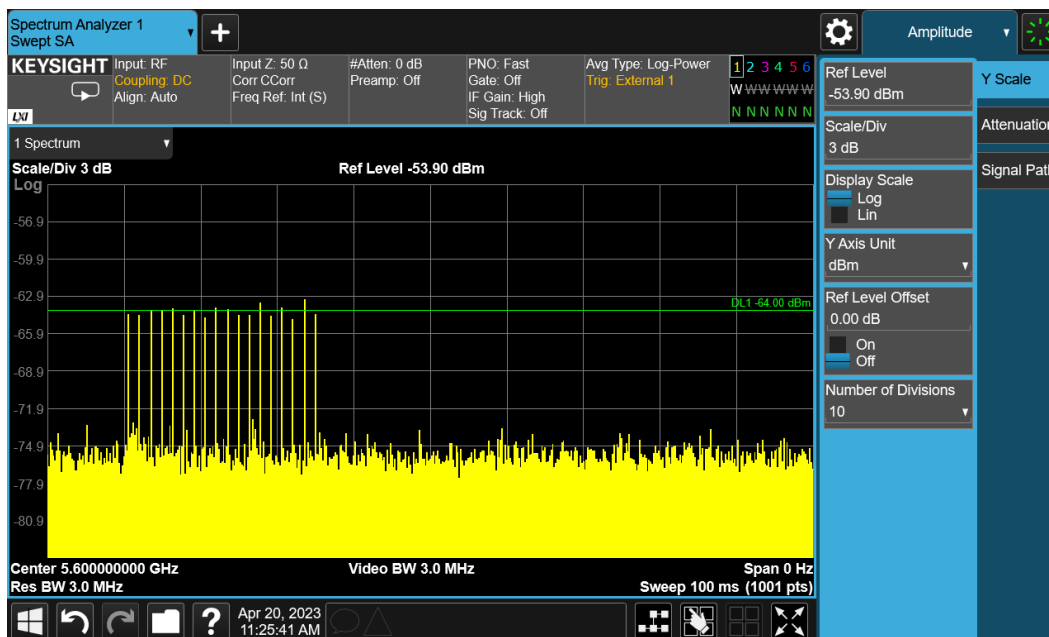 Spectrum Analyzer 1
Swept SA
Amplitude
KEYSIGHT
LXI
Input: RF
Coupling: DC
Align: Auto
Input Z: 50 Ω
Corr CCorr
Freq Ref: Int (S)
#Atten: 0 dB
Preamp: Off
PNO: Fast
Gate: Off
IF Gain: High
Sig Track: Off
Avg Type: Log-Power
Trig: External 1
1 2 3 4 5 6
W W W W W W
N N N N N N
1 Spectrum
Scale/Div 3 dB
Ref Level -53.90 dBm
Log
-56.9
-59.9
-62.9
DL1 -64.00 dBm
-65.9
-68.9
-71.9
-74.9
-77.9
-80.9
Center 5.600000000 GHz
Video BW 3.0 MHz
Span 0 Hz
Res BW 3.0 MHz
Sweep 100 ms (1001 pts)
Ref Level
-53.90 dBm
Scale/Div
3 dB
Display Scale
Log
Lin
Y Axis Unit
dBm
Ref Level Offset
0.00 dB
On
Off
Number of Divisions
10
Y Scale
Attenuation
Signal Path
?
Apr 20, 2023
11:25:41 AM